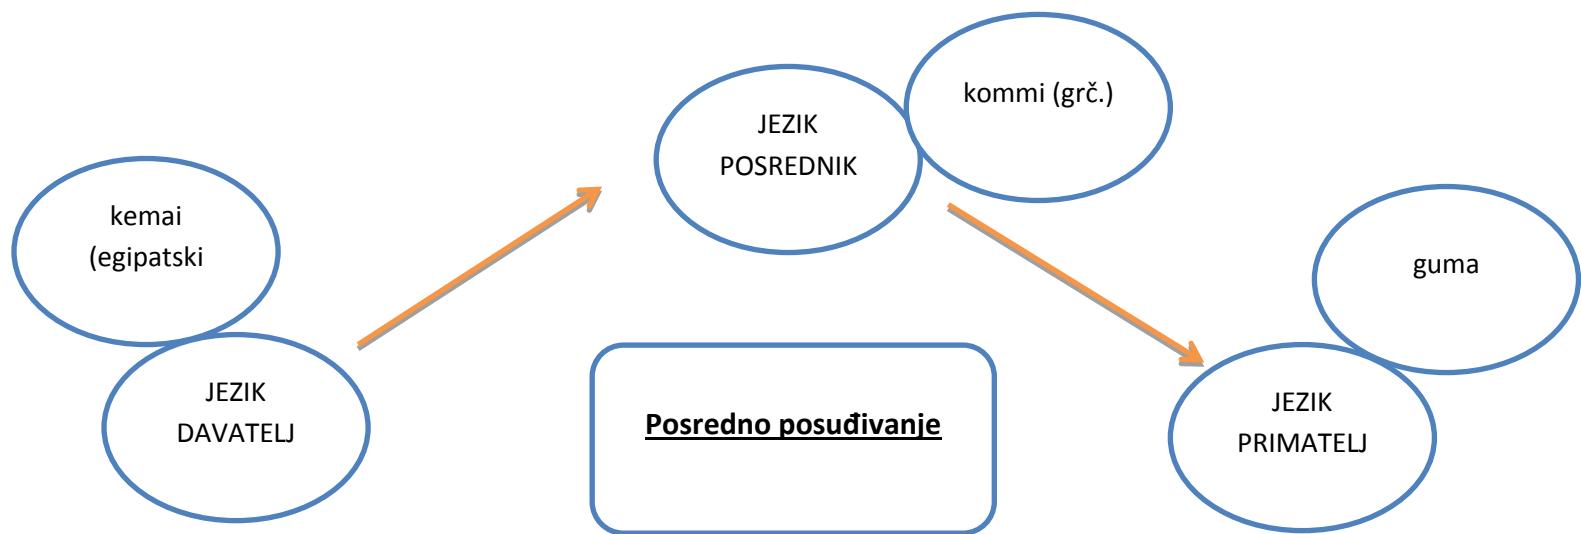 kemai
(egipatski
JEZIK
DAVATELJ
JEZIK
POSREDNIK
kommi (grč.)
Posredno posuđivanje
guma
JEZIK
PRIMATELJ